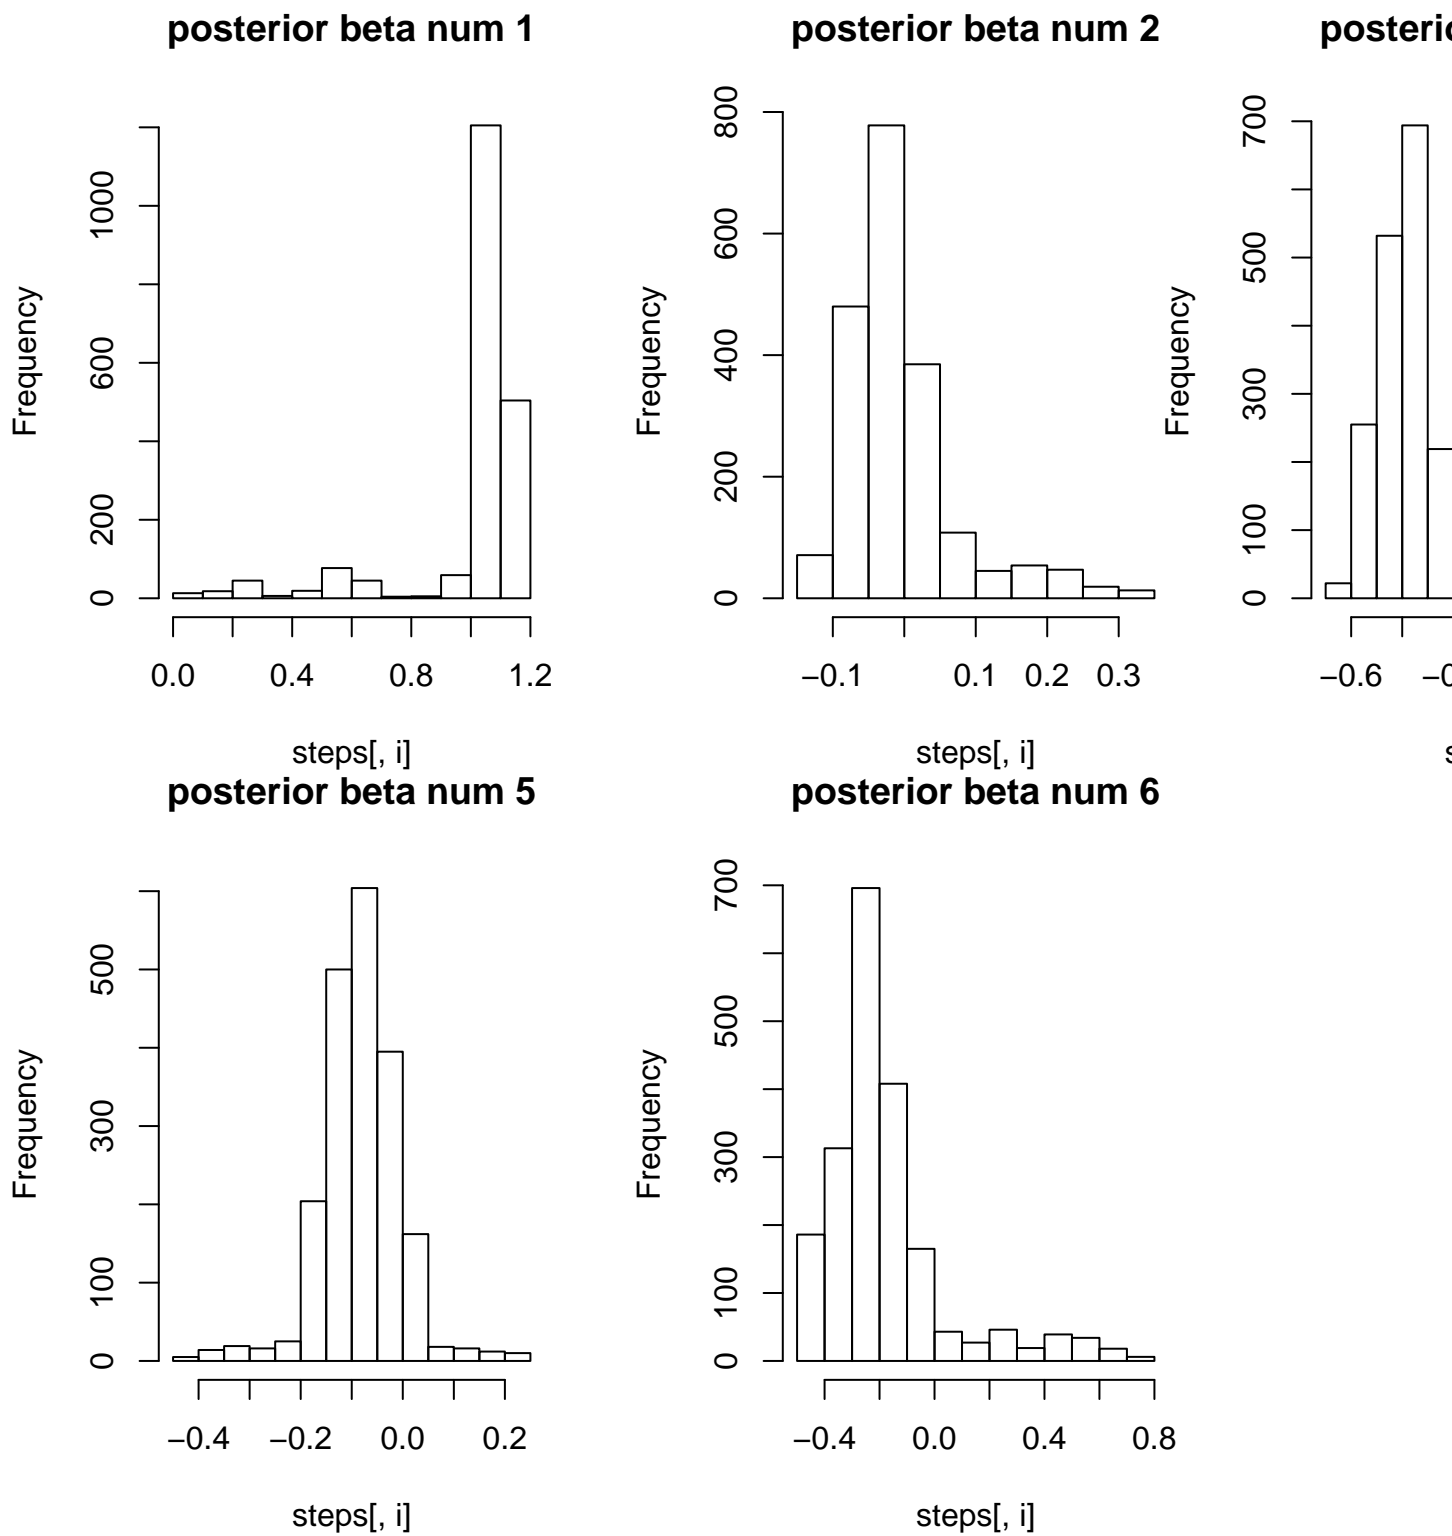 posterior beta num 1
Frequency
0
200
600
1000
0.0 0.4 0.8 1.2
steps[, i]
posterior beta num 2
Frequency
0
200
400
600
800
−0.1 0.1 0.2 0.3
steps[, i]
Frequency
0
100
300
500
700
−0.6
posterior beta num 5
Frequency
0
100
300
500
−0.4 −0.2 0.0 0.2
steps[, i]
posterior beta num 6
Frequency
0
100
300
500
700
−0.4 0.0 0.4 0.8
steps[, i]